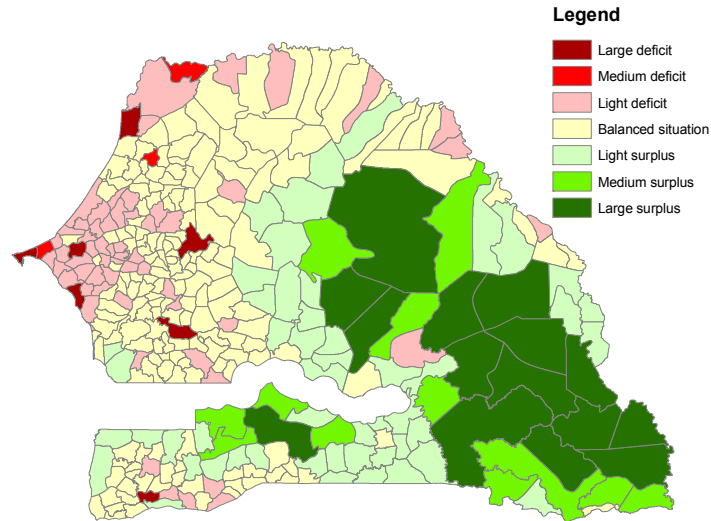 Legend
Large deficit
Medium deficit
Light deficit
Balanced situation
Light surplus
Medium surplus
Large surplus